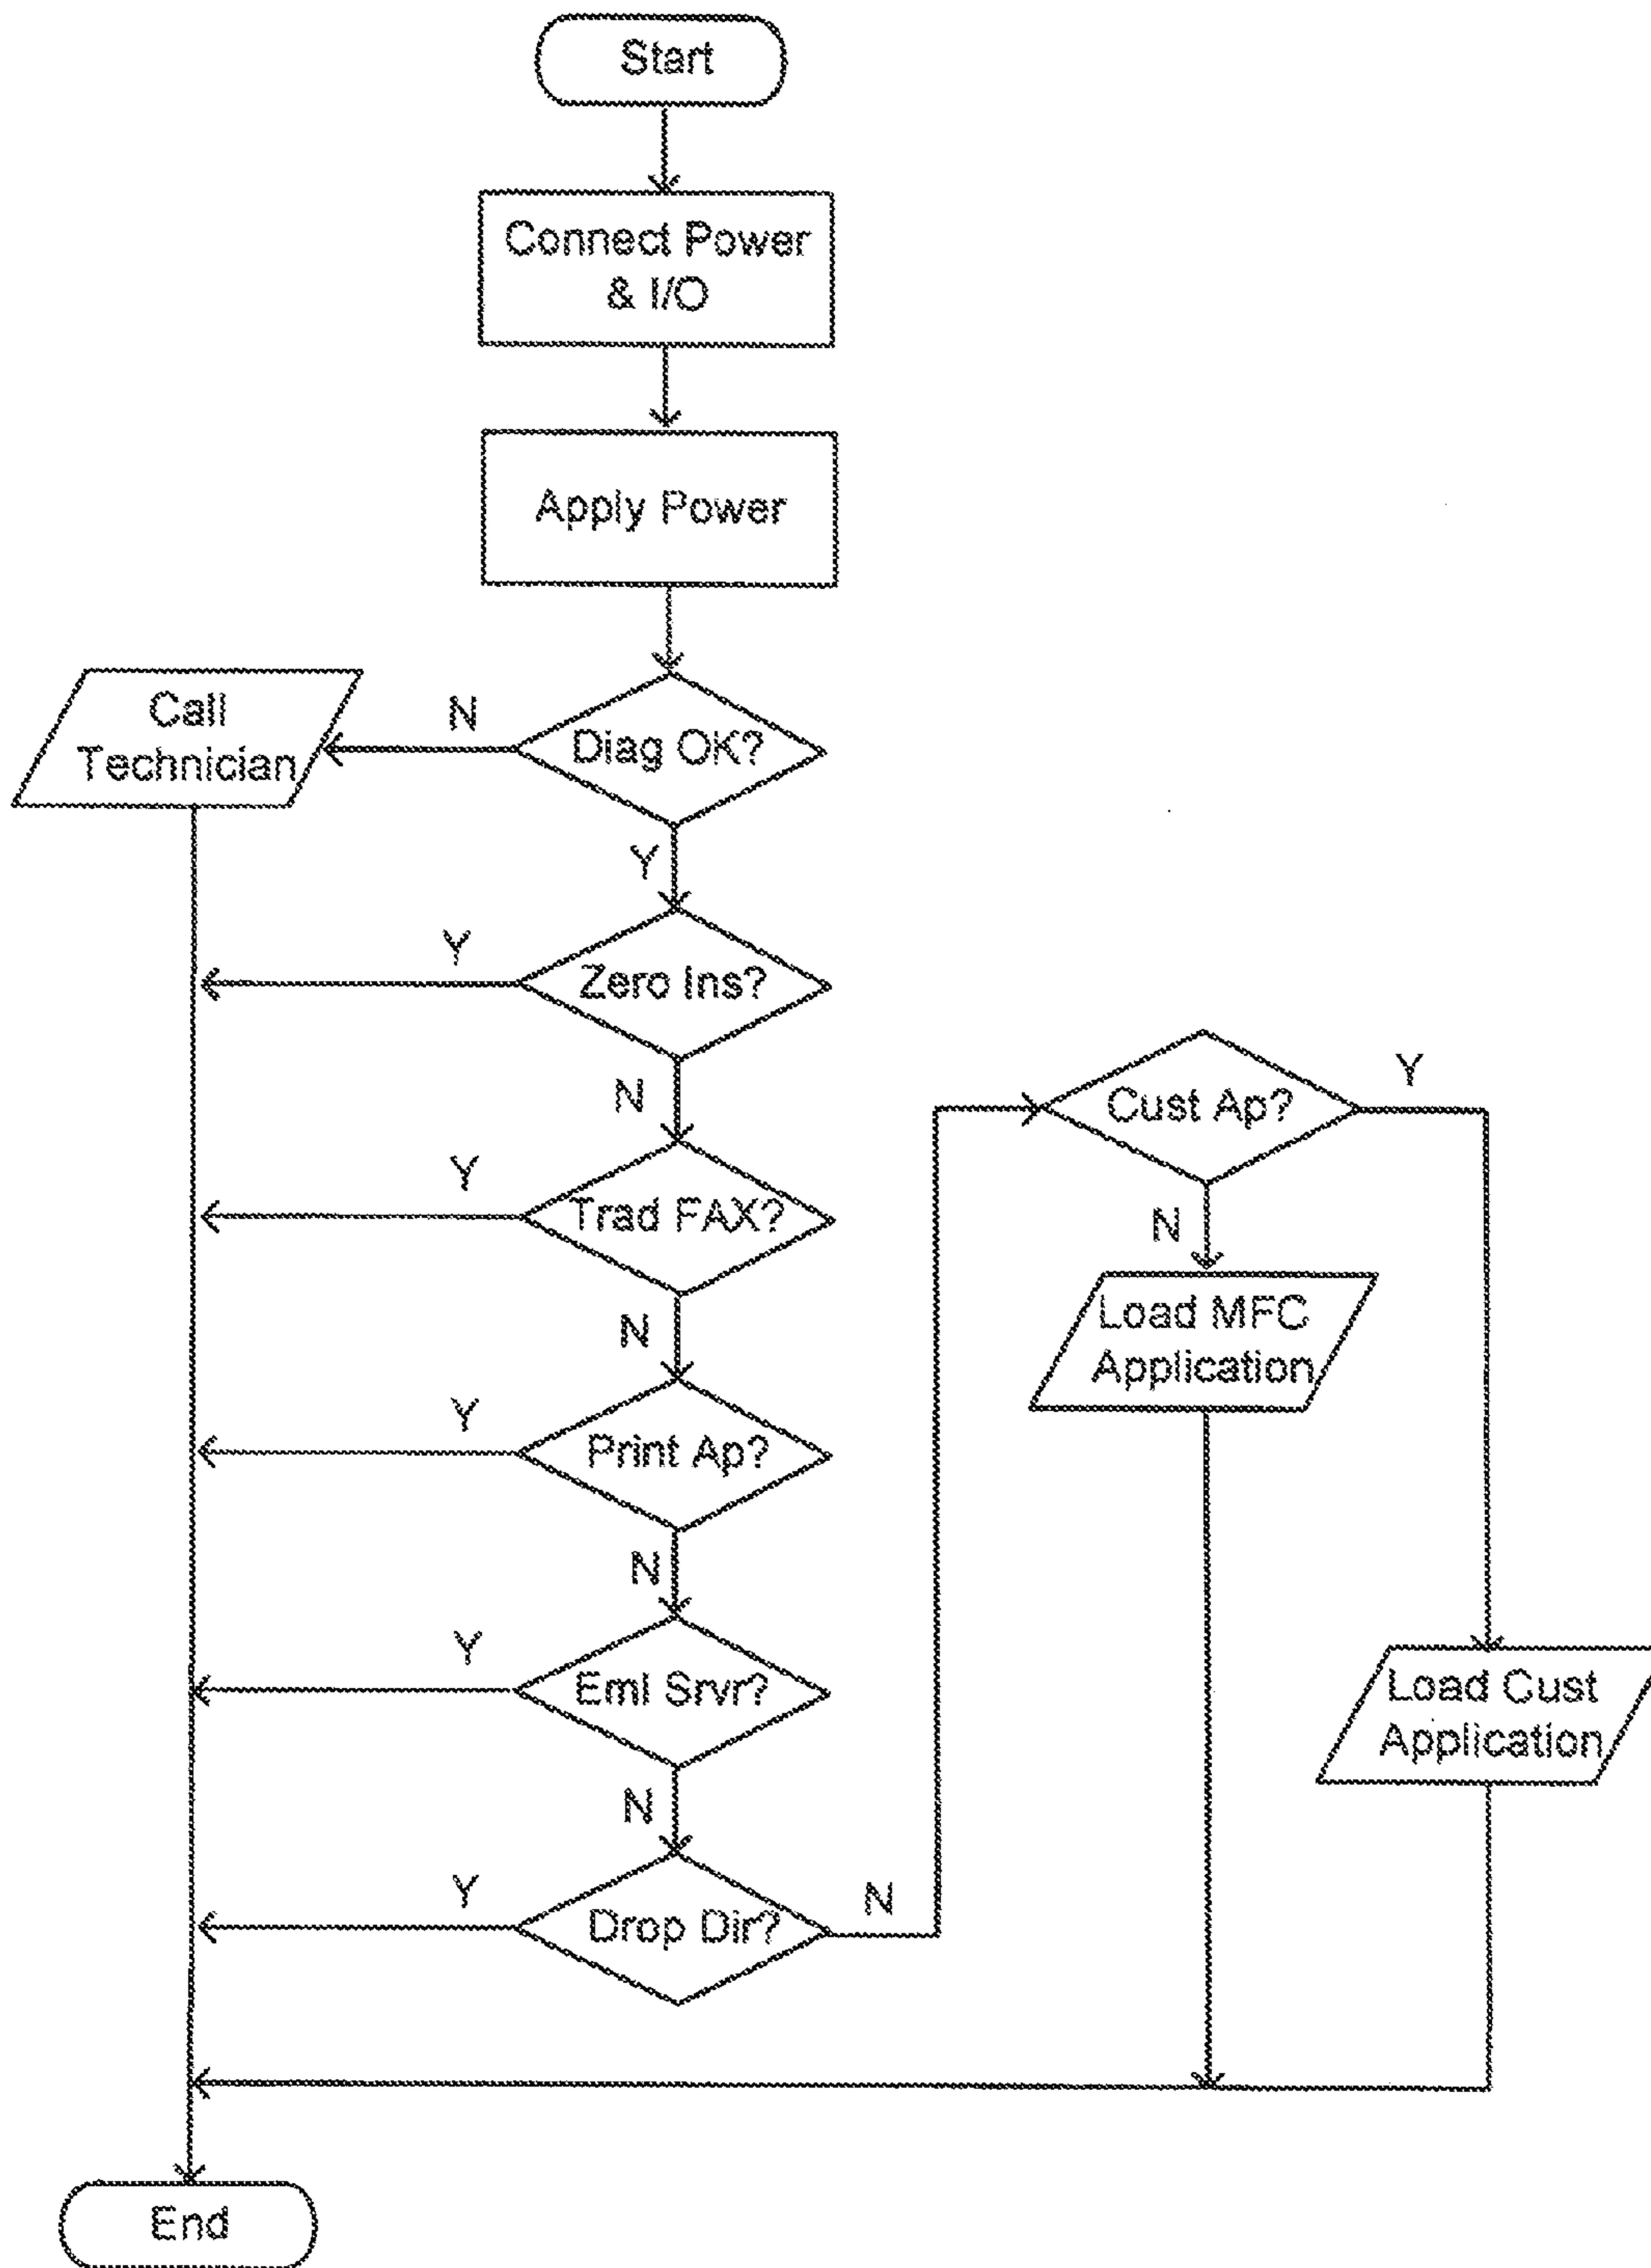 Start
Connect Power
& I/O
Apply Power
Call
Technician
N
Diag OK?
Y
Y
Zero Ins?
N
Y
Trad FAX?
N
Y
Print Ap?
N
Y
Eml Srvr?
N
Y
Drop Dir?
N
Cust Ap?
Y
N
Load MFC
Application
Load Cust
Application
End